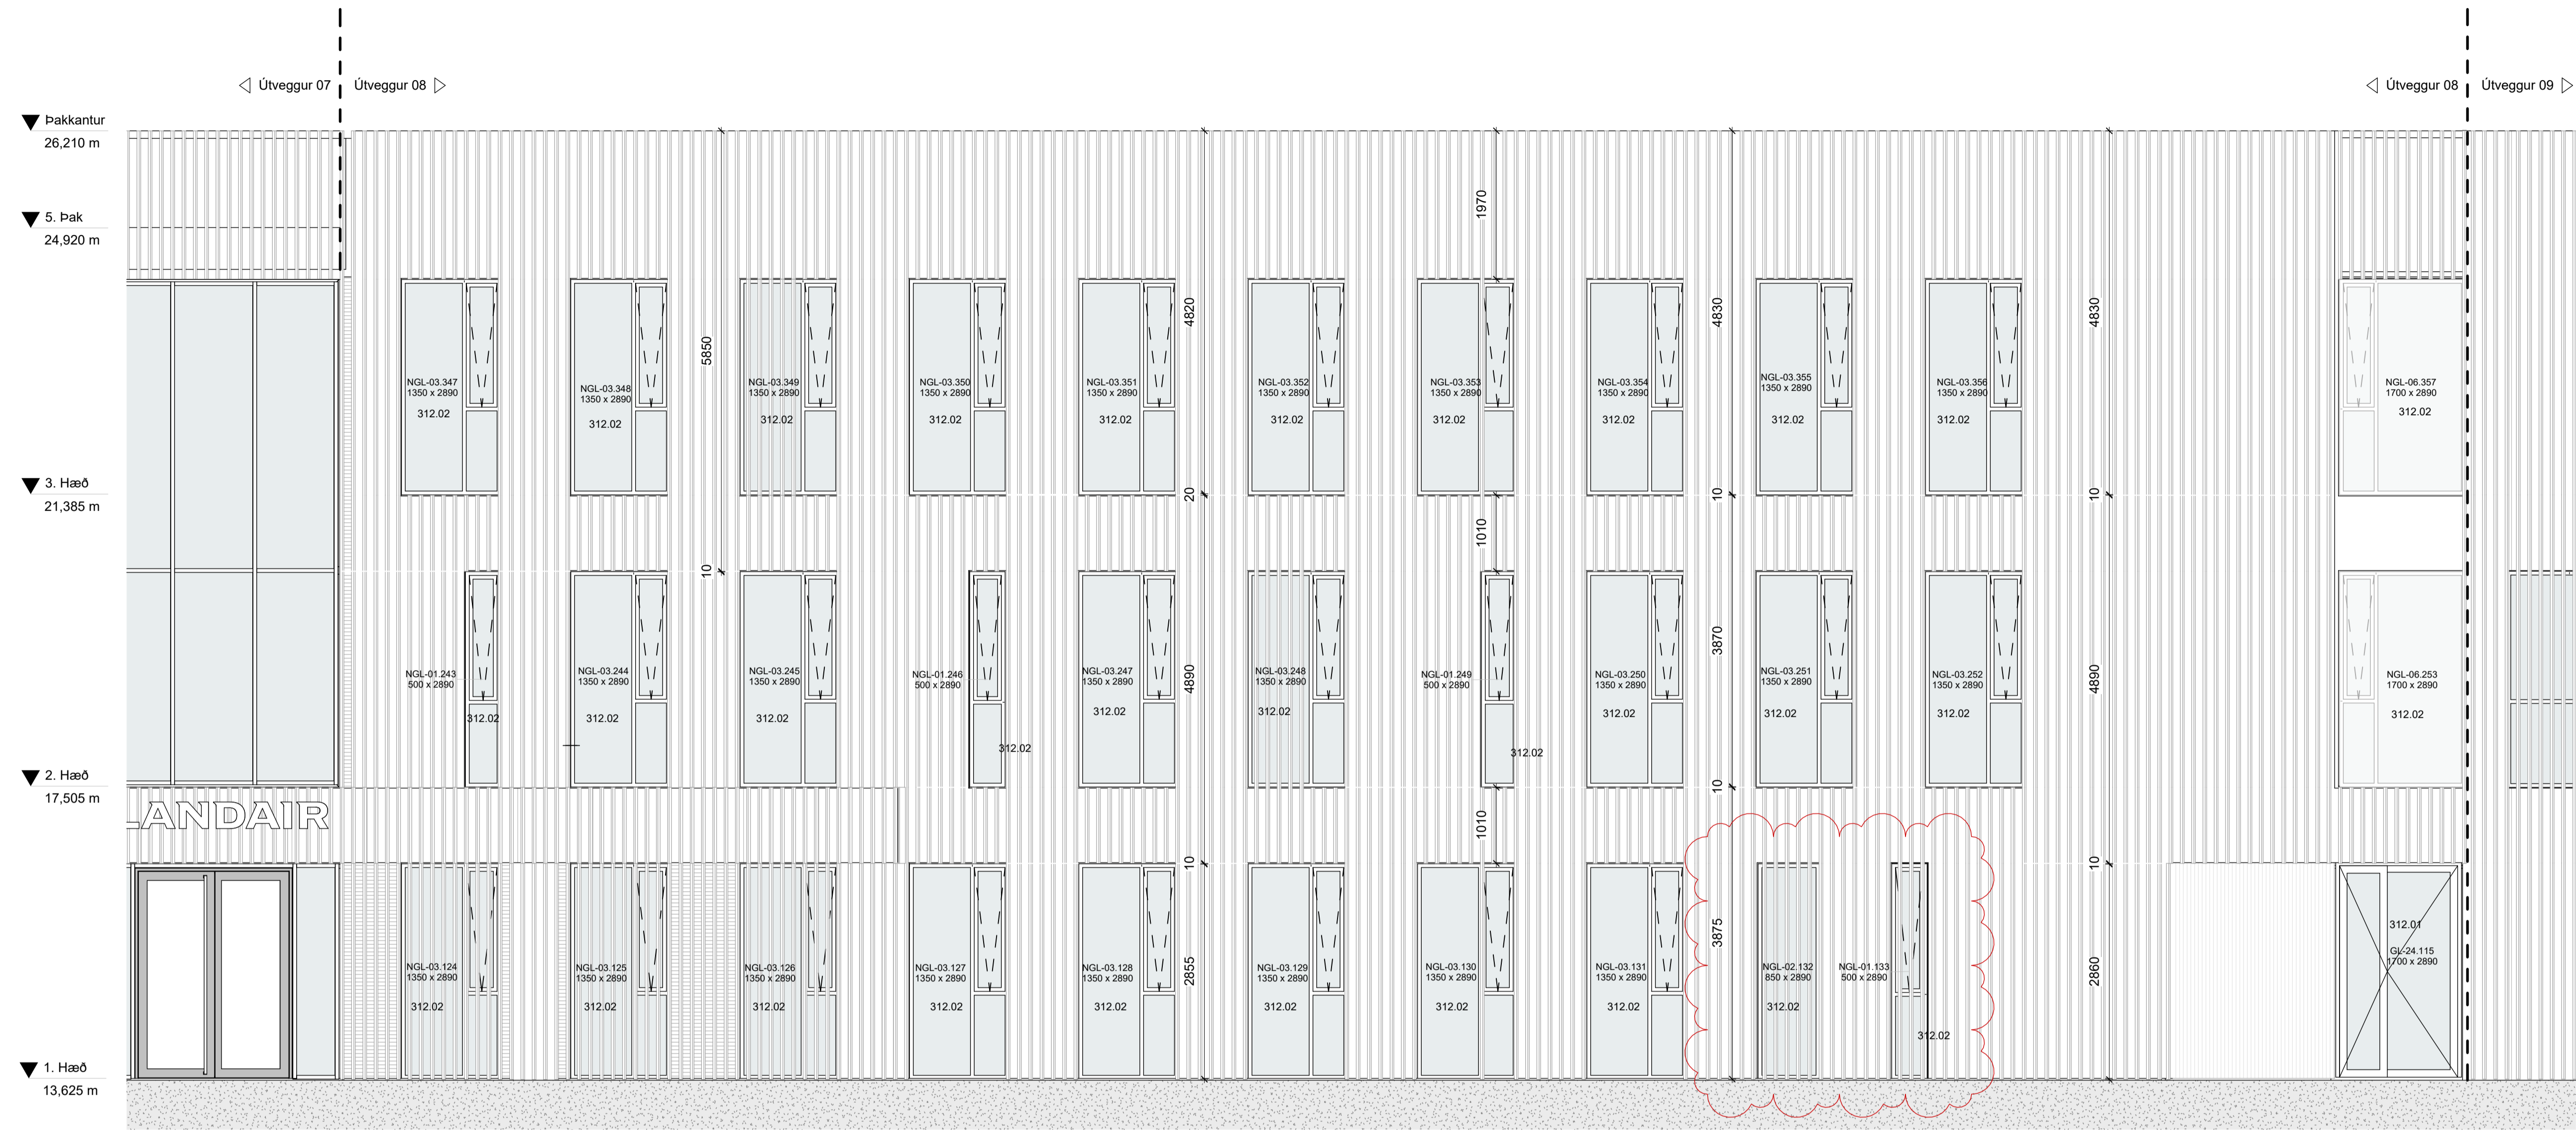 Útveggur 07
Útveggur 08
Útveggur 08
Útveggur 09
Þakkantur
26,210 m
5. Þak
24,920 m
1970
4820
4830
4830
5850
NGL-03.347
1350 x 2890
312.02
NGL-03.348
1350 x 2890
312.02
NGL-03.349
1350 x 2890
312.02
NGL-03.350
1350 x 2890
312.02
NGL-03.351
1350 x 2890
312.02
NGL-03.352
1350 x 2890
312.02
NGL-03.353
1350 x 2890
312.02
NGL-03.354
1350 x 2890
312.02
NGL-03.355
1350 x 2890
312.02
NGL-03.356
1350 x 2890
312.02
NGL-06.357
1700 x 2890
312.02
3. Hæð
21,385 m
20
10
10
1010
10
NGL-01.243
500 x 2890
312.02
NGL-03.244
1350 x 2890
312.02
NGL-03.245
1350 x 2890
312.02
NGL-01.246
500 x 2890
312.02
NGL-03.247
1350 x 2890
312.02
4890
NGL-03.248
1350 x 2890
312.02
NGL-01.249
500 x 2890
312.02
NGL-03.250
1350 x 2890
312.02
3870
NGL-03.251
1350 x 2890
312.02
NGL-03.252
1350 x 2890
312.02
4890
NGL-06.253
1700 x 2890
312.02
2. Hæð
17,505 m
10
LANDAIR
1010
10
10
NGL-03.124
1350 x 2890
312.02
NGL-03.125
1350 x 2890
312.02
NGL-03.126
1350 x 2890
312.02
NGL-03.127
1350 x 2890
312.02
NGL-03.128
1350 x 2890
312.02
2855
NGL-03.129
1350 x 2890
312.02
NGL-03.130
1350 x 2890
312.02
NGL-03.131
1350 x 2890
312.02
3875
NGL-02.132
850 x 2890
312.02
NGL-01.133
500 x 2890
312.02
2860
312.01
GL-24.115
1700 x 2890
1. Hæð
13,625 m